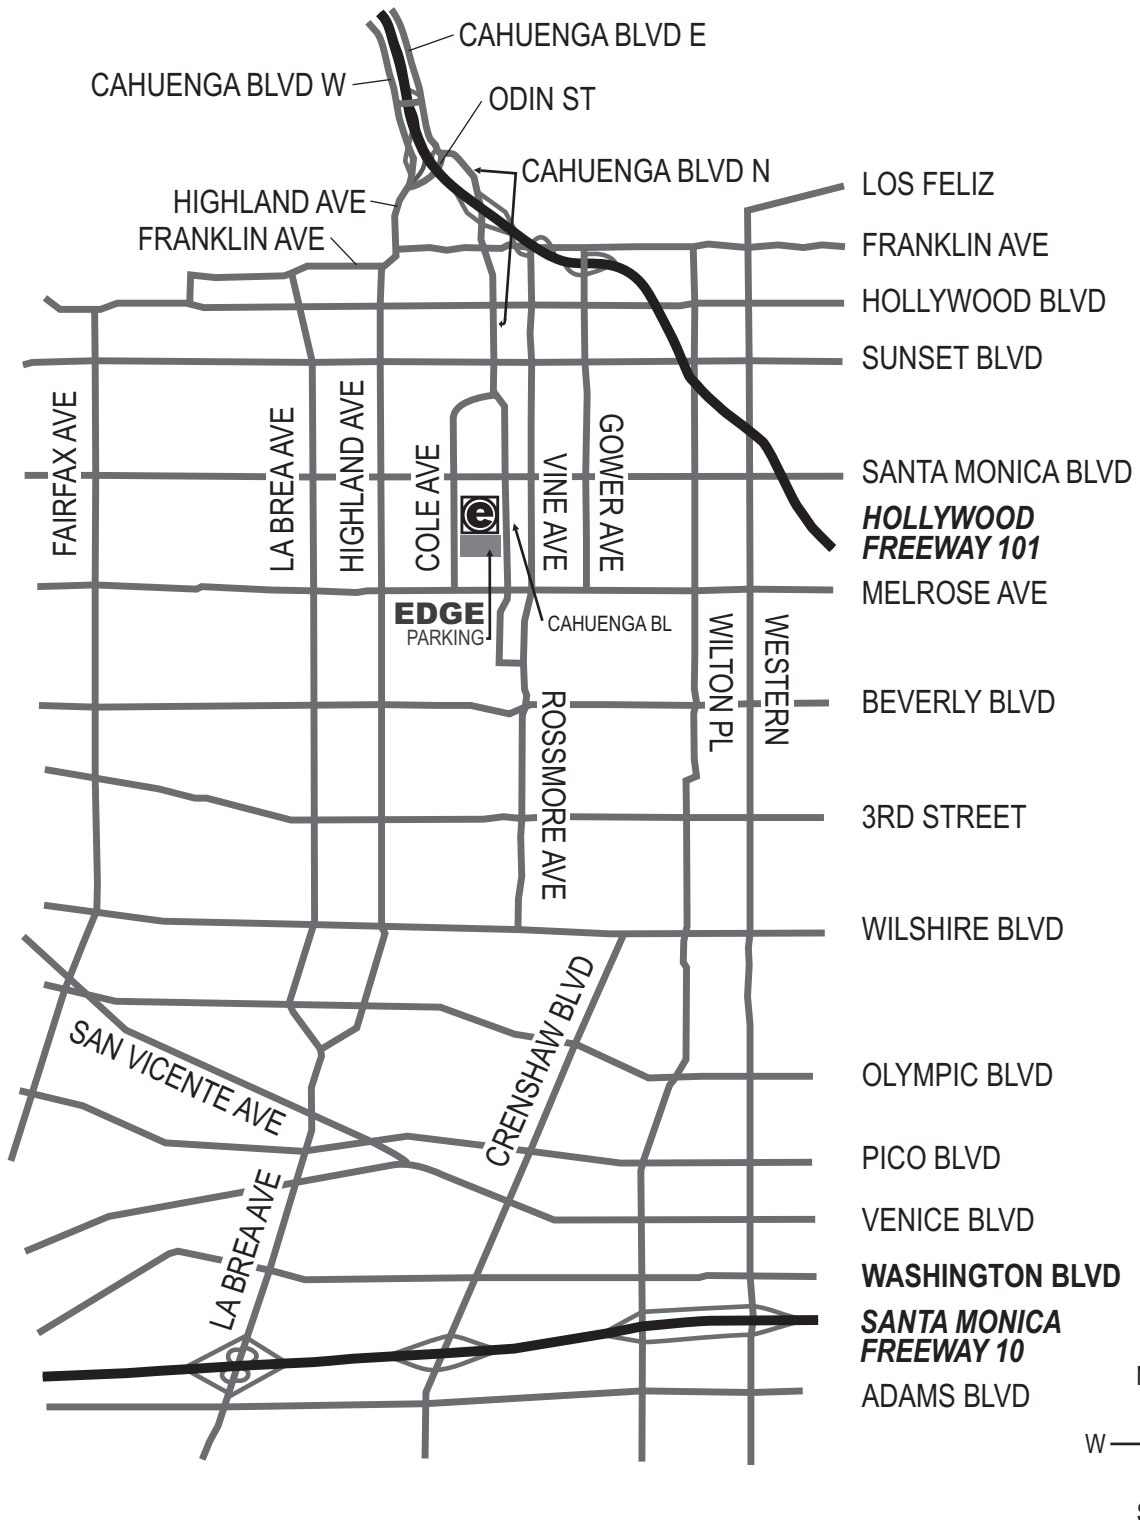 CAHUENGA BLVD E
CAHUENGA BLVD W
ODIN ST
CAHUENGA BLVD N
LOS FELIZ
HIGHLAND AVE
FRANKLIN AVE
FRANKLIN AVE
HOLLYWOOD BLVD
SUNSET BLVD
FAIRFAX AVE
LA BREA AVE
HIGHLAND AVE
COLE AVE
VINE AVE
GOWER AVE
SANTA MONICA BLVD
e
HOLLYWOOD
FREEWAY 101
MELROSE AVE
EDGE
PARKING
CAHUENGA BL
WILTON PL
WESTERN
BEVERLY BLVD
ROSSMORE AVE
3RD STREET
WILSHIRE BLVD
SAN VICENTE AVE
CRENSHAW BLVD
OLYMPIC BLVD
PICO BLVD
LA BREA AVE
VENICE BLVD
WASHINGTON BLVD
SANTA MONICA
FREEWAY 10
ADAMS BLVD
W